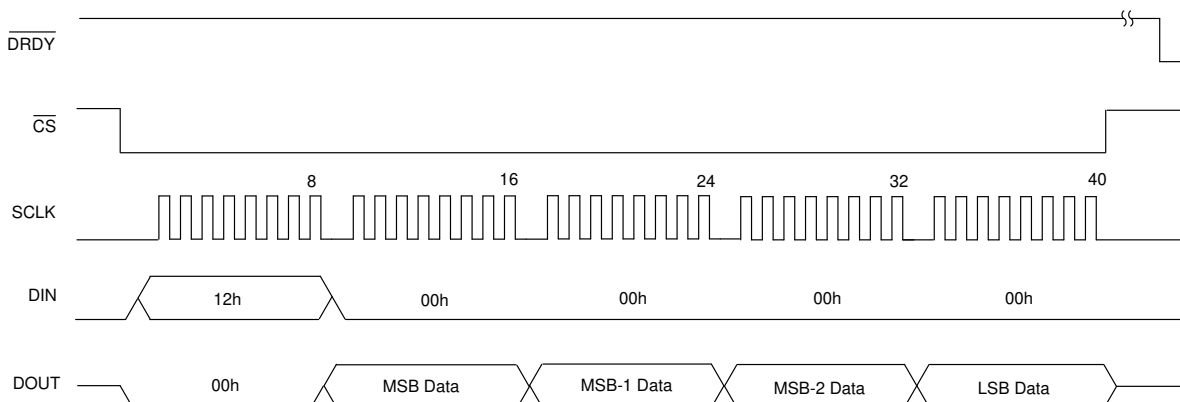 DRDY
CS
8 16 24 32 40
SCLK
DIN 12h 00h 00h 00h 00h
DOUT 00h MSB Data MSB-1 Data MSB-2 Data LSB Data